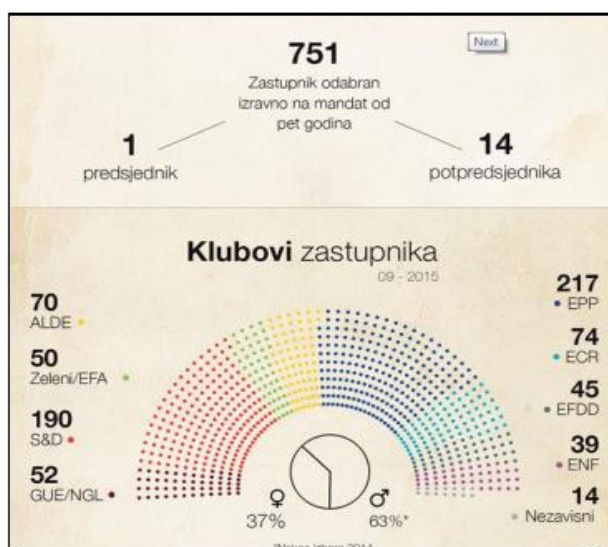 751
Next
Zastupnik odabran
izravno na mandat od
pet godina
1
predsjednik
14
potpredsjednika
Klubovi zastupnika
09 - 2015
70
ALDE
50
Zeleni/EFA
190
S&D
52
GUE/NGL
217
EPP
74
ECR
45
EFDD
39
ENF
14
Nezavisni
37%
63%*